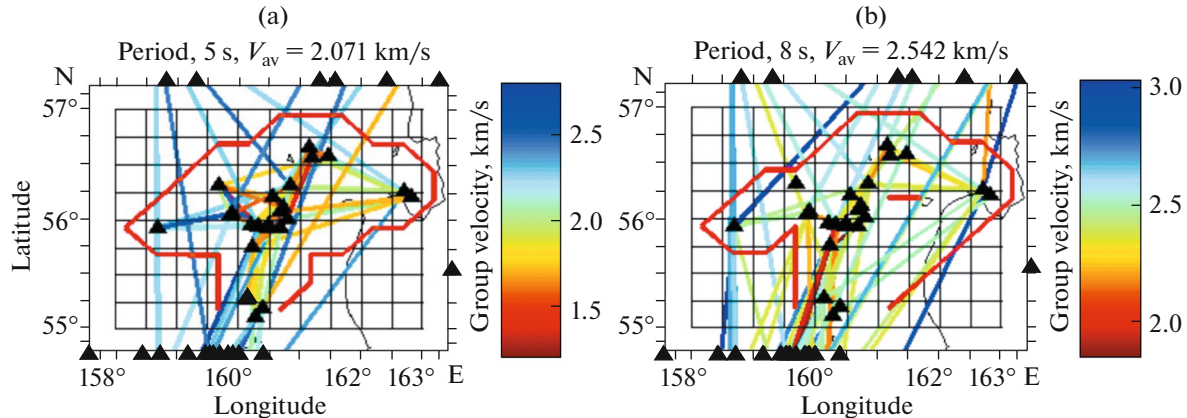 (a)
Period, 5 s, Vav = 2.071 km/s
N
57°
56°
55°
Latitude
158° 160° 162° 163° E
Longitude
2.5
2.0
1.5
Group velocity, km/s
(b)
Period, 8 s, Vav = 2.542 km/s
N
57°
56°
55°
158° 160° 162° 163° E
Longitude
3.0
2.5
2.0
Group velocity, km/s